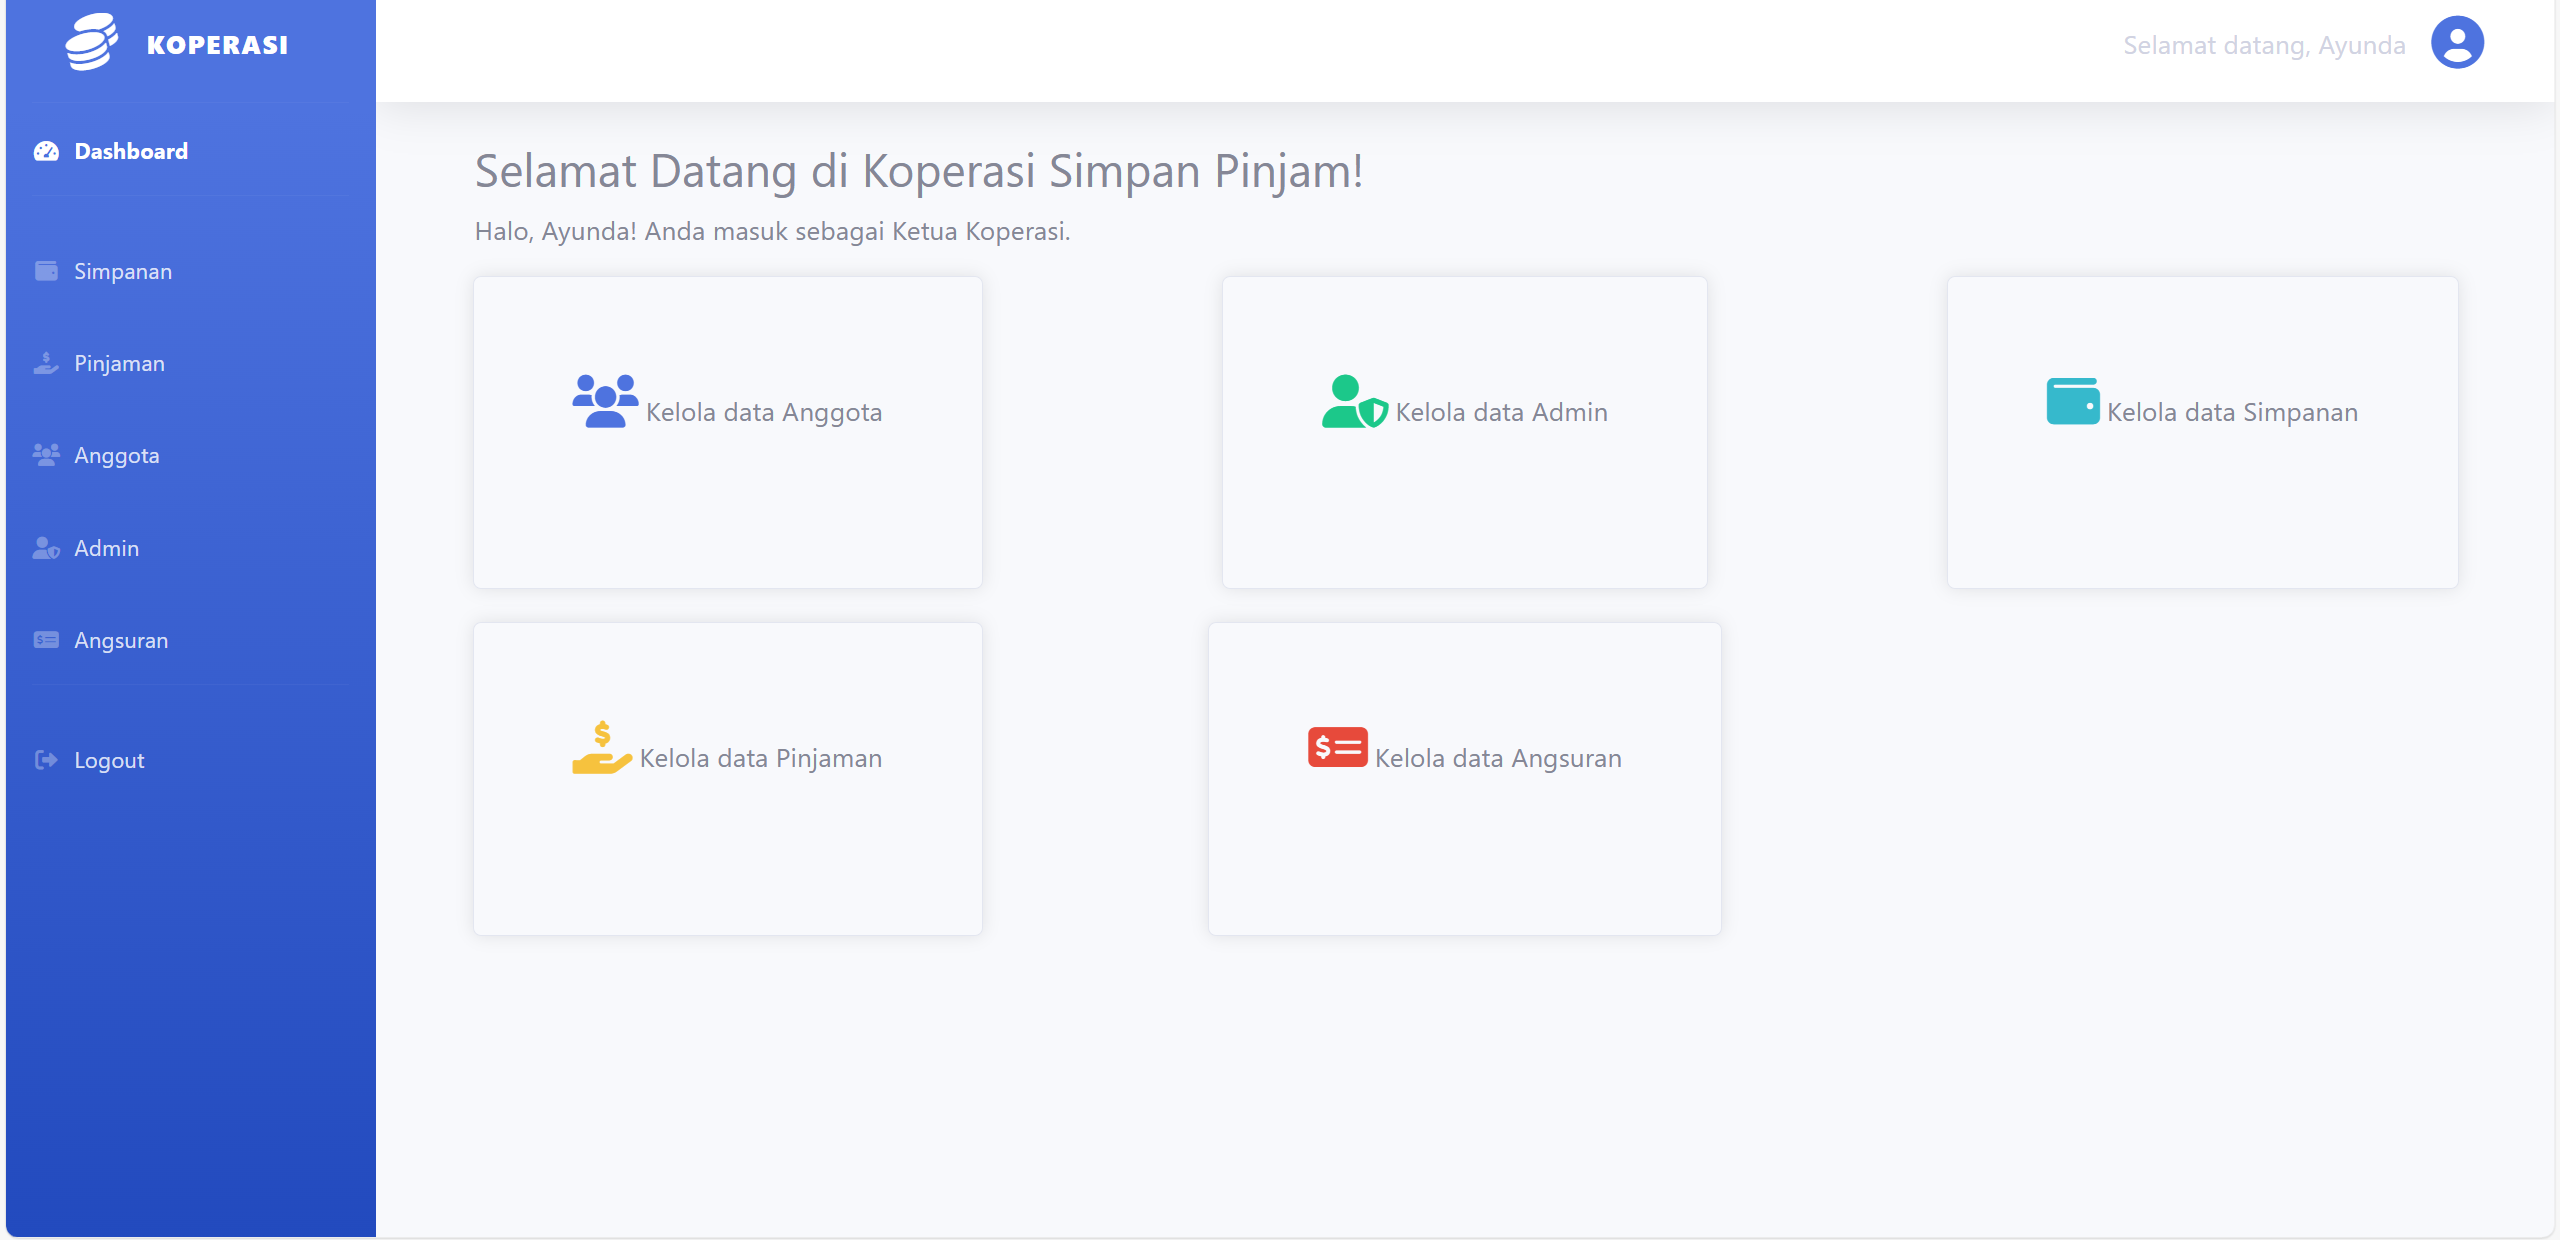 KOPERASI
Selamat datang, Ayunda
Dashboard
Simpanan
Pinjaman
Anggota
Admin
Angsuran
Logout
Selamat Datang di Koperasi Simpan Pinjam!
Halo, Ayunda! Anda masuk sebagai Ketua Koperasi.
Kelola data Anggota
Kelola data Admin
Kelola data Simpanan
Kelola data Pinjaman
Kelola data Angsuran